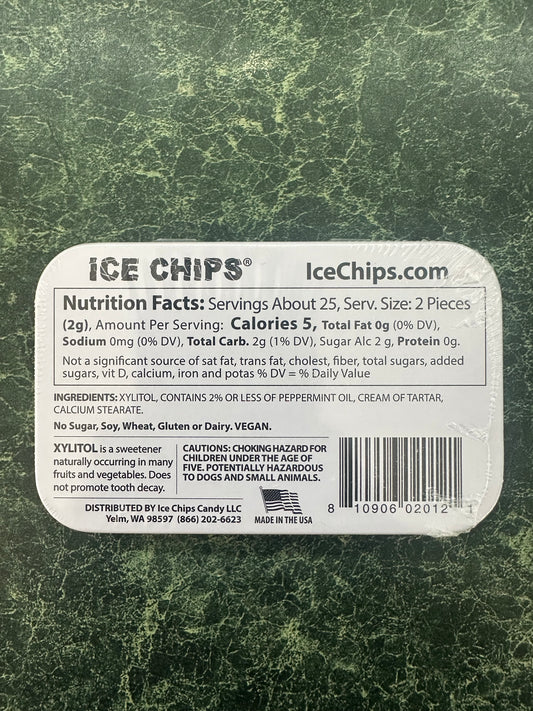 ICE CHIPS® IceChips.com
Nutrition Facts: Servings About 25, Serv. Size: 2 Pieces
(2g), Amount Per Serving: Calories 5, Total Fat 0g (0% DV),
Sodium 0mg (0% DV), Total Carb. 2g (1% DV), Sugar Alc 2 g, Protein 0g.
Not a significant source of sat fat, trans fat, cholest, fiber, total sugars, added
sugars, vit D, calcium, iron and potas % DV = % Daily Value
INGREDIENTS: XYLITOL, CONTAINS 2% OR LESS OF PEPPERMINT OIL, CREAM OF TARTAR,
CALCIUM STEARATE.
No Sugar, Soy, Wheat, Gluten or Dairy. VEGAN.
XYLITOL is a sweetener
naturally occurring in many
fruits and vegetables. Does
not promote tooth decay.
CAUTIONS: CHOKING HAZARD FOR
CHILDREN UNDER THE AGE OF
FIVE. POTENTIALLY HAZARDOUS
TO DOGS AND SMALL ANIMALS.
DISTRIBUTED BY Ice Chips Candy LLC
Yelm, WA 98597 (866) 202-6623
MADE IN THE USA
8 10906 02012 1